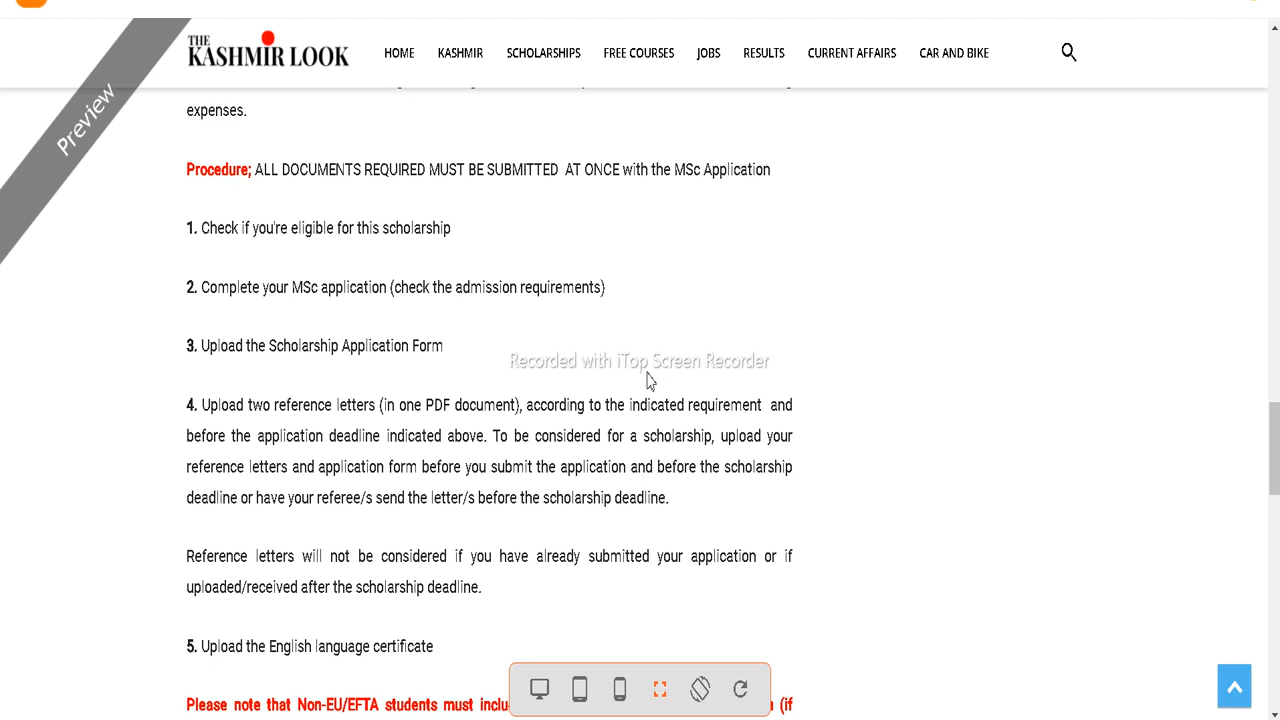 THE
KASHMIR LOOK
HOME KASHMIR SCHOLARSHIPS FREE COURSES JOBS RESULTS CURRENT AFFAIRS CAR AND BIKE
Preview
expenses.
Procedure; ALL DOCUMENTS REQUIRED MUST BE SUBMITTED AT ONCE with the MSc Application
1. Check if you're eligible for this scholarship
2. Complete your MSc application (check the admission requirements)
3. Upload the Scholarship Application Form
Recorded with iTop Screen Recorder
4. Upload two reference letters (in one PDF document), according to the indicated requirement and
before the application deadline indicated above. To be considered for a scholarship, upload your
reference letters and application form before you submit the application and before the scholarship
deadline or have your referee/s send the letter/s before the scholarship deadline.
Reference letters will not be considered if you have already submitted your application or if
uploaded/received after the scholarship deadline.
5. Upload the English language certificate
Please note that Non-EU/EFTA students must (if